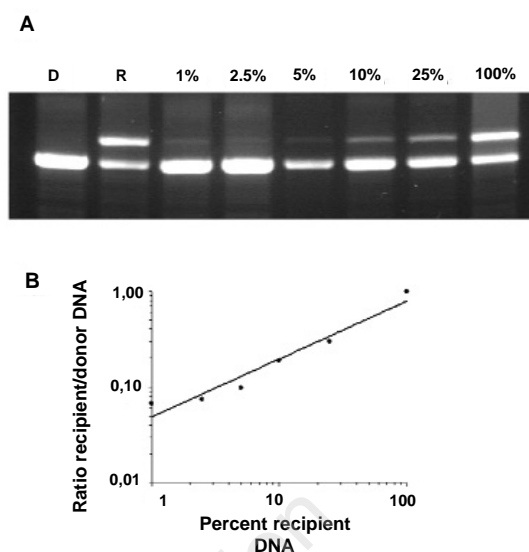 A
D R 1% 2.5% 5% 10% 25% 100%
B
Ratio recipient/donor DNA
1,00
0,10
0,01
1 10 100
Percent recipient
DNA